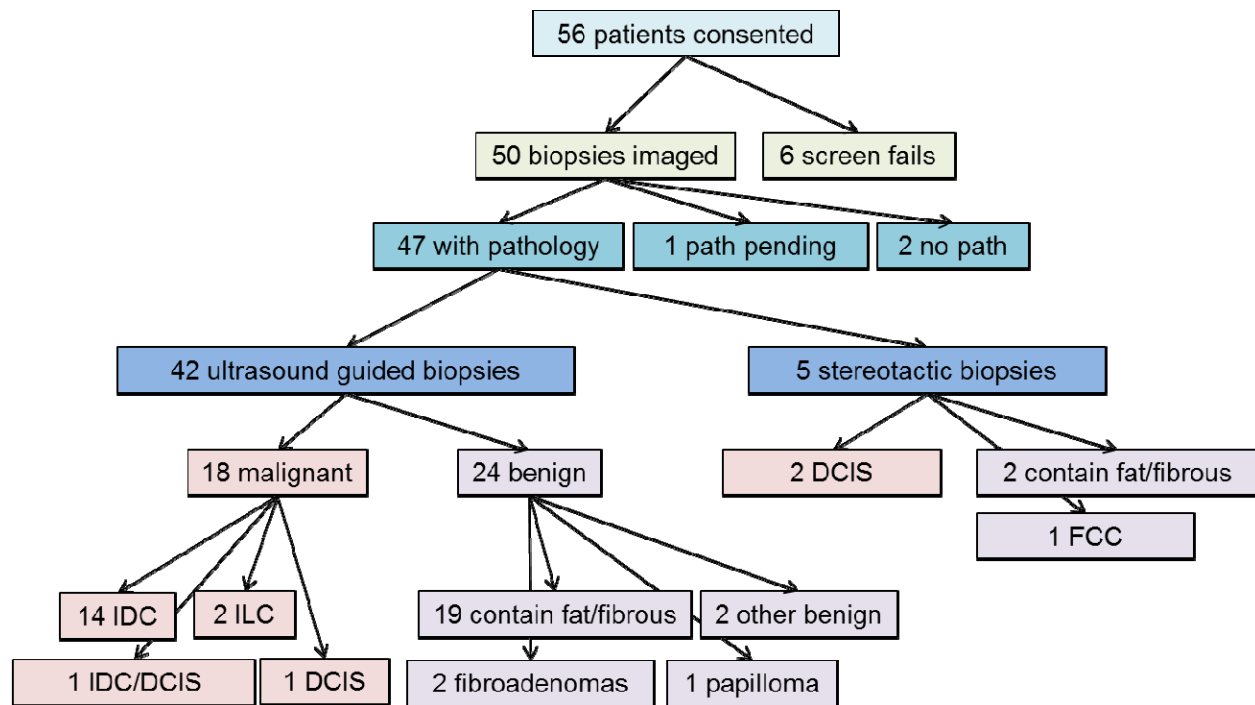 56 patients consented
50 biopsies imaged
6 screen fails
47 with pathology
1 path pending
2 no path
42 ultrasound guided biopsies
5 stereotactic biopsies
18 malignant
24 benign
2 DCIS
2 contain fat/fibrous
1 FCC
14 IDC
2 ILC
19 contain fat/fibrous
2 other benign
1 IDC/DCIS
1 DCIS
2 fibroadenomas
1 papilloma